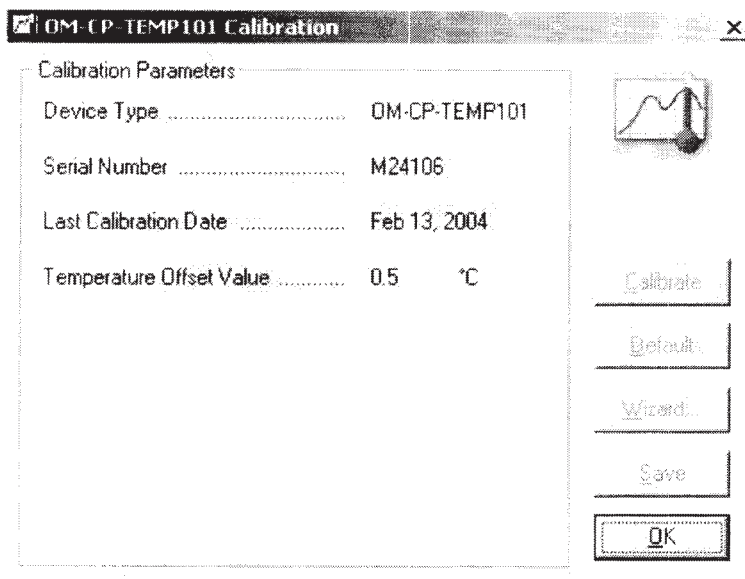 OM-CP-TEMP101 Calibration
Calibration Parameters
Device Type ............................ OM-CP-TEMP101
Serial Number ........................... M24106
Last Calibration Date ................. Feb 13, 2004
Temperature Offset Value ........... 0.5 °C
Calibrate
Default
Wizard...
Save
OK